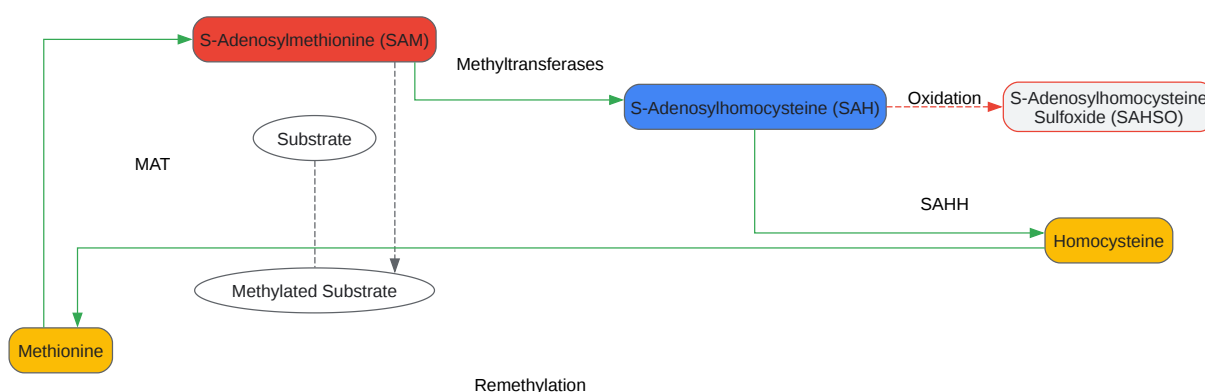 S-Adenosylmethionine (SAM)
Methyltransferases
S-Adenosylhomocysteine (SAH)
Oxidation
S-Adenosylhomocysteine
Sulfoxide (SAHSO)
Substrate
MAT
SAHH
Homocysteine
Methylated Substrate
Methionine
Remethylation